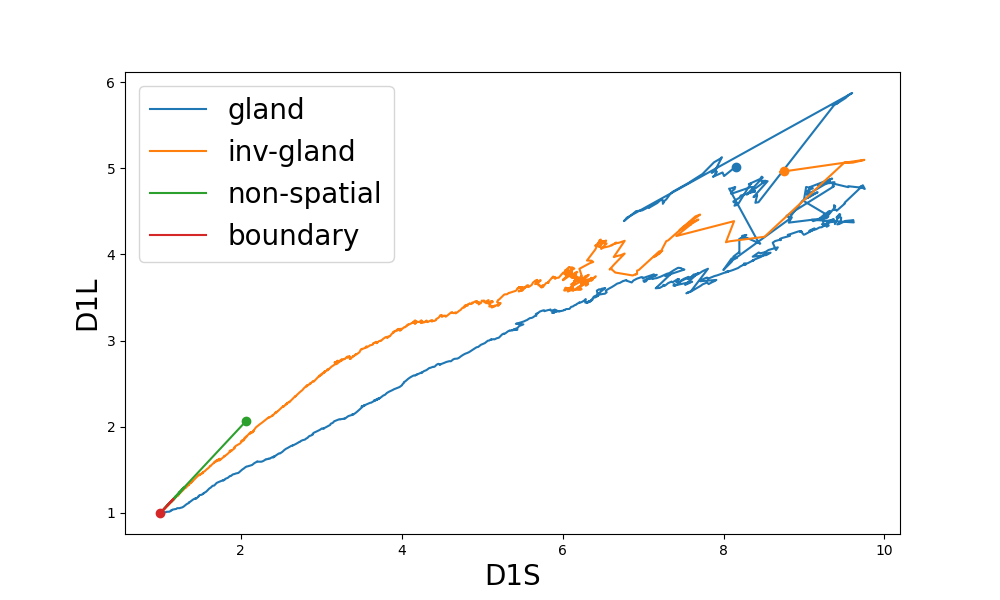 gland
inv-gland
non-spatial
boundary
6
5
4
3
2
1
D1L
2
4
6
8
10
D1S